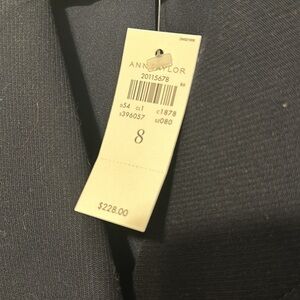 ANN TAYLOR
20115678
s54 cL1 c1878
s396057 sz080
8
$228.00